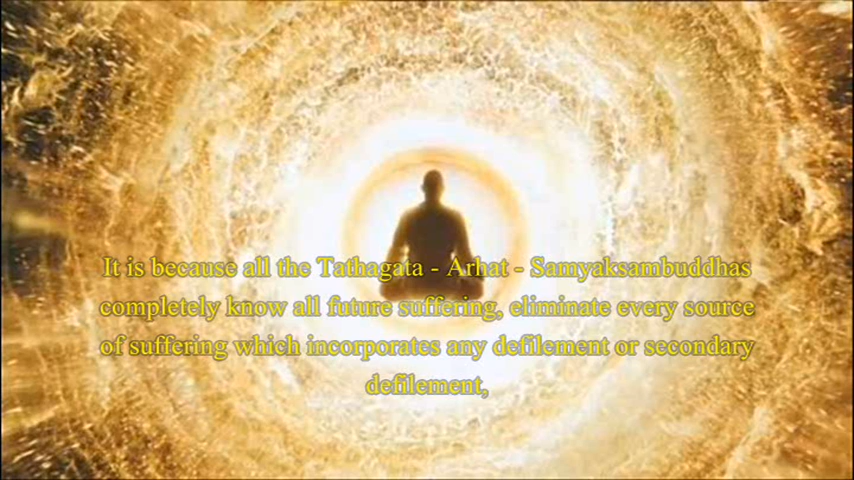 It is because all the Tathagata - Arhat - Samyaksambuddhas
completely know all future suffering, eliminate every source
of suffering which incorporates any defilement or secondary
defilement,